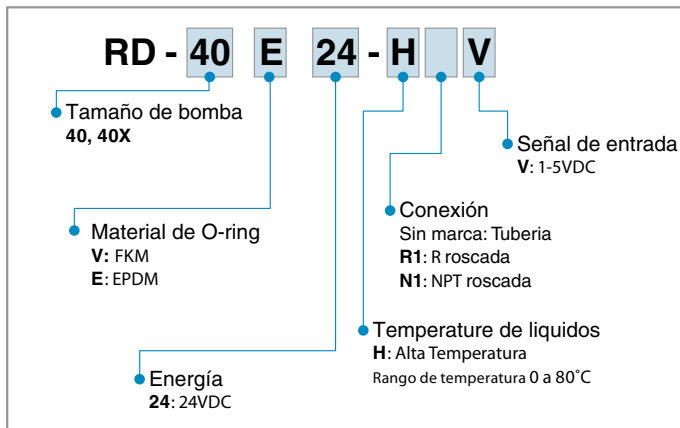 RD - 40 E 24 - H V
Tamaño de bomba
40, 40X
Señal de entrada
V: 1-5VDC
Material de O-ring
V: FKM
E: EPDM
Conexión
Sin marca: Tuberia
R1: R roscada
N1: NPT roscada
Temperature de liquidos
H: Alta Temperatura
Rango de temperatura 0 a 80˚C
Energía
24: 24VDC